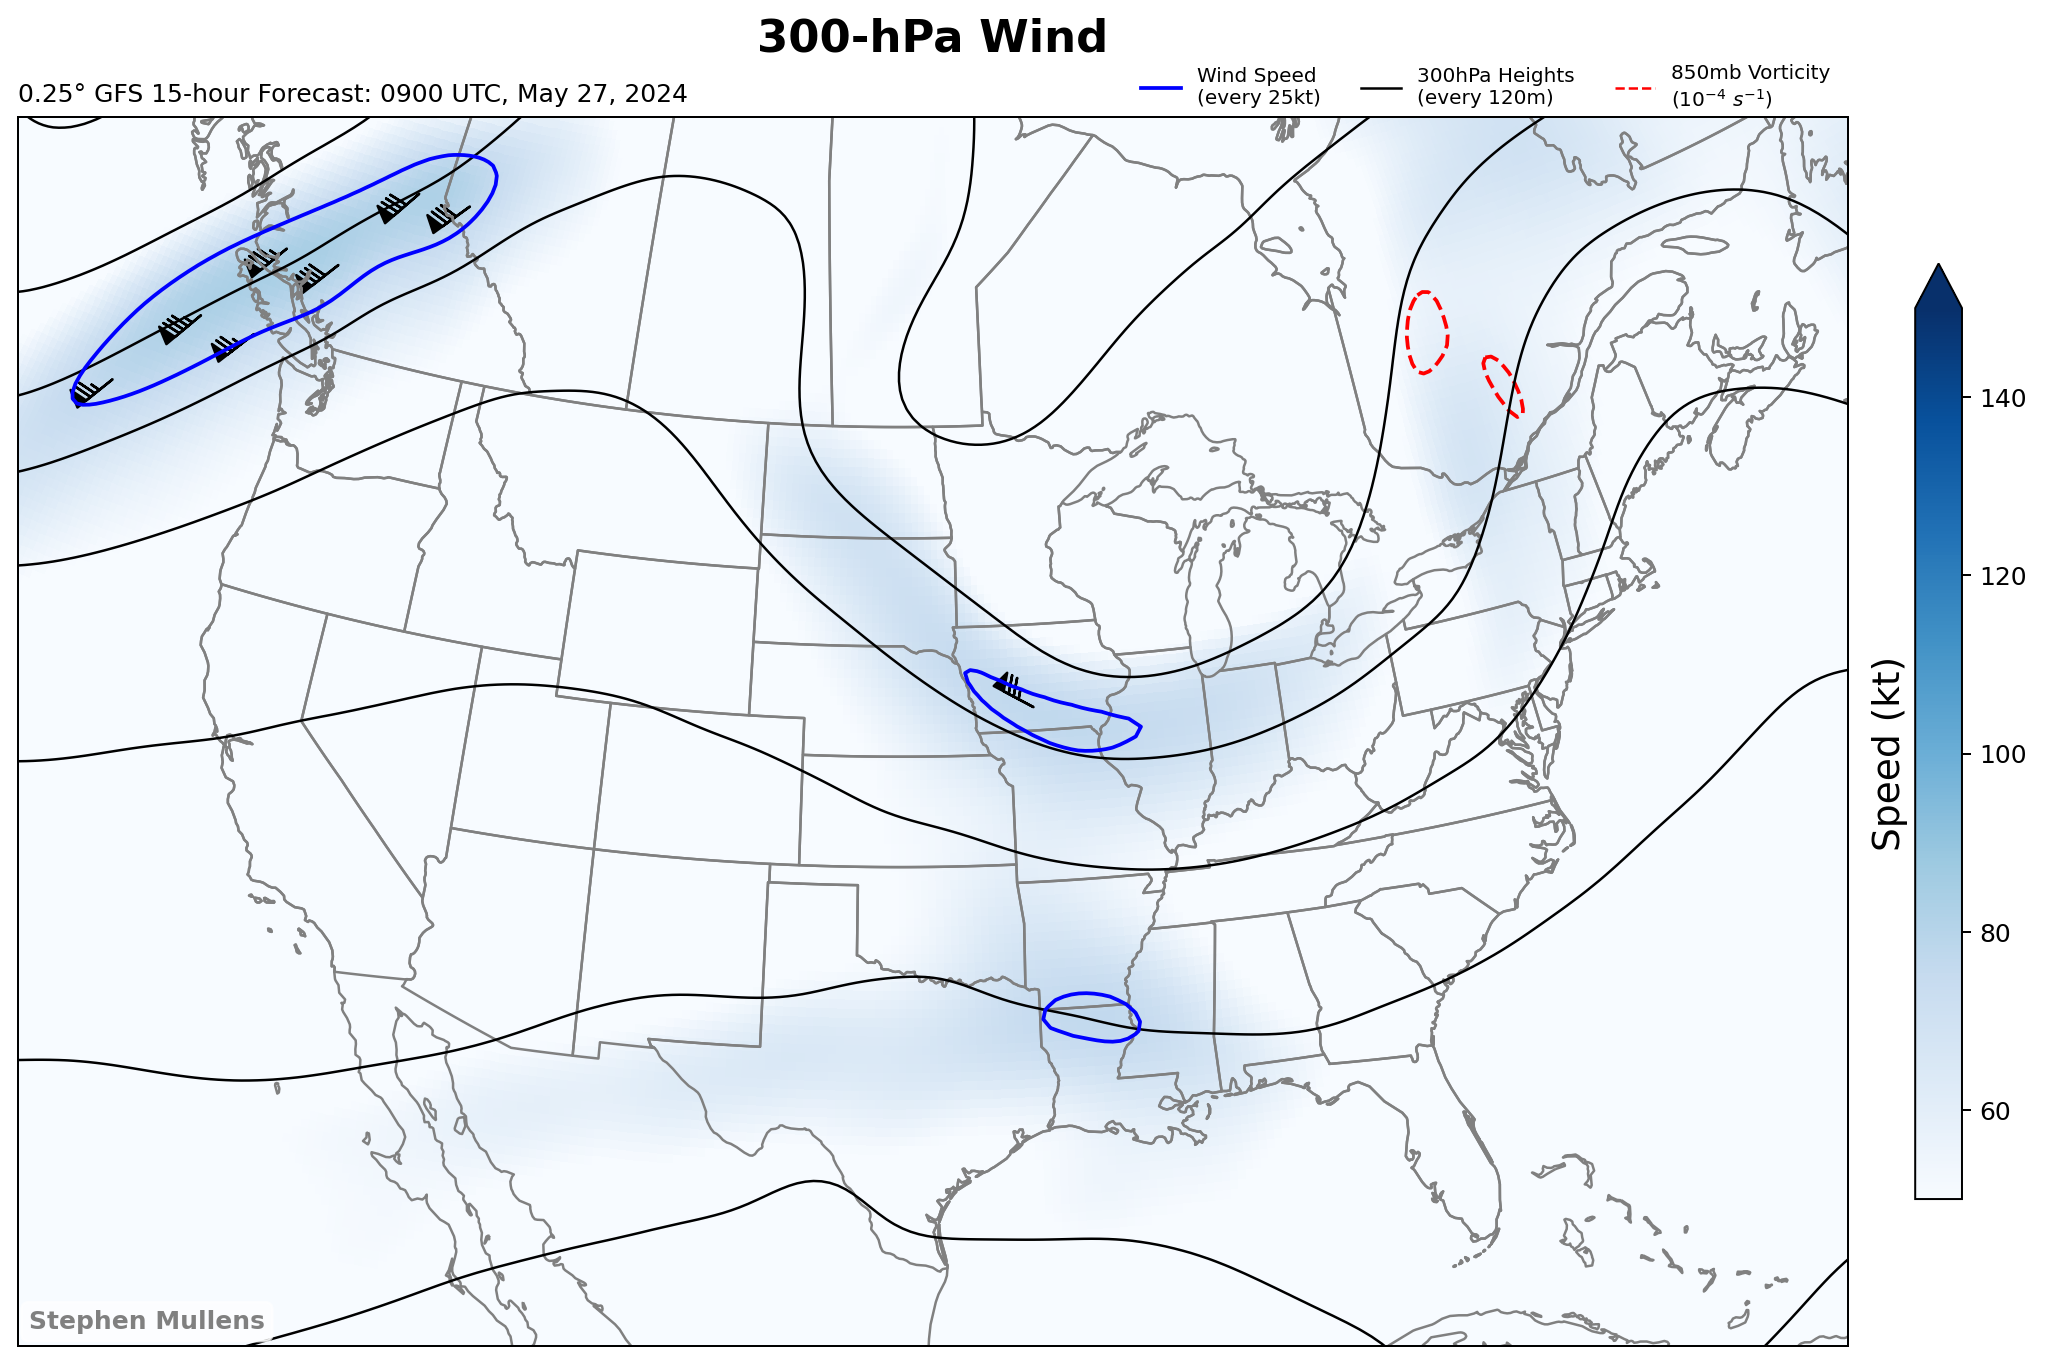 300-hPa Wind
0.25° GFS 15-hour Forecast: 0900 UTC, May 27, 2024
Wind Speed
(every 25kt)
300hPa Heights
(every 120m)
850mb Vorticity
(10⁻⁴ s⁻¹)
140
120
100
80
60
Speed (kt)
Stephen Mullens